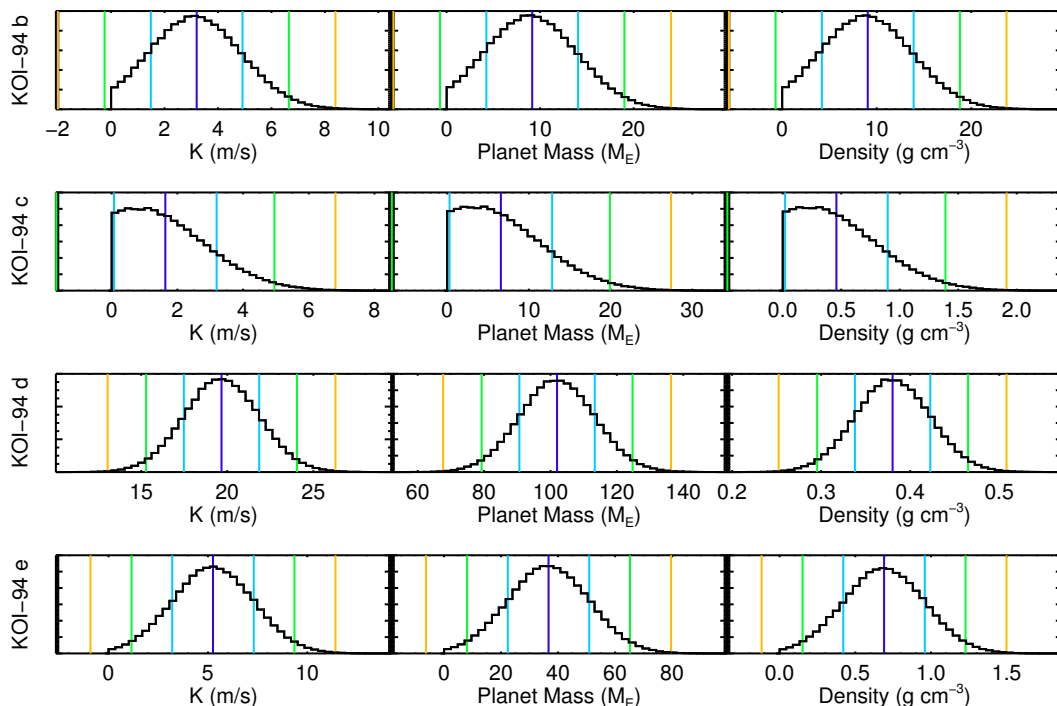 KOI−94 b
−2 0 2 4 6 8 10 0 10 20 0 10 20
K (m/s) Planet Mass (M_E) Density (g cm⁻³)
KOI−94 c
0 2 4 6 8 0 10 20 30 0.0 0.5 1.0 1.5 2.0
K (m/s) Planet Mass (M_E) Density (g cm⁻³)
KOI−94 d
15 20 25 60 80 100 120 140 0.2 0.3 0.4 0.5
K (m/s) Planet Mass (M_E) Density (g cm⁻³)
KOI−94 e
0 5 10 0 20 40 60 80 0.0 0.5 1.0 1.5
K (m/s) Planet Mass (M_E) Density (g cm⁻³)